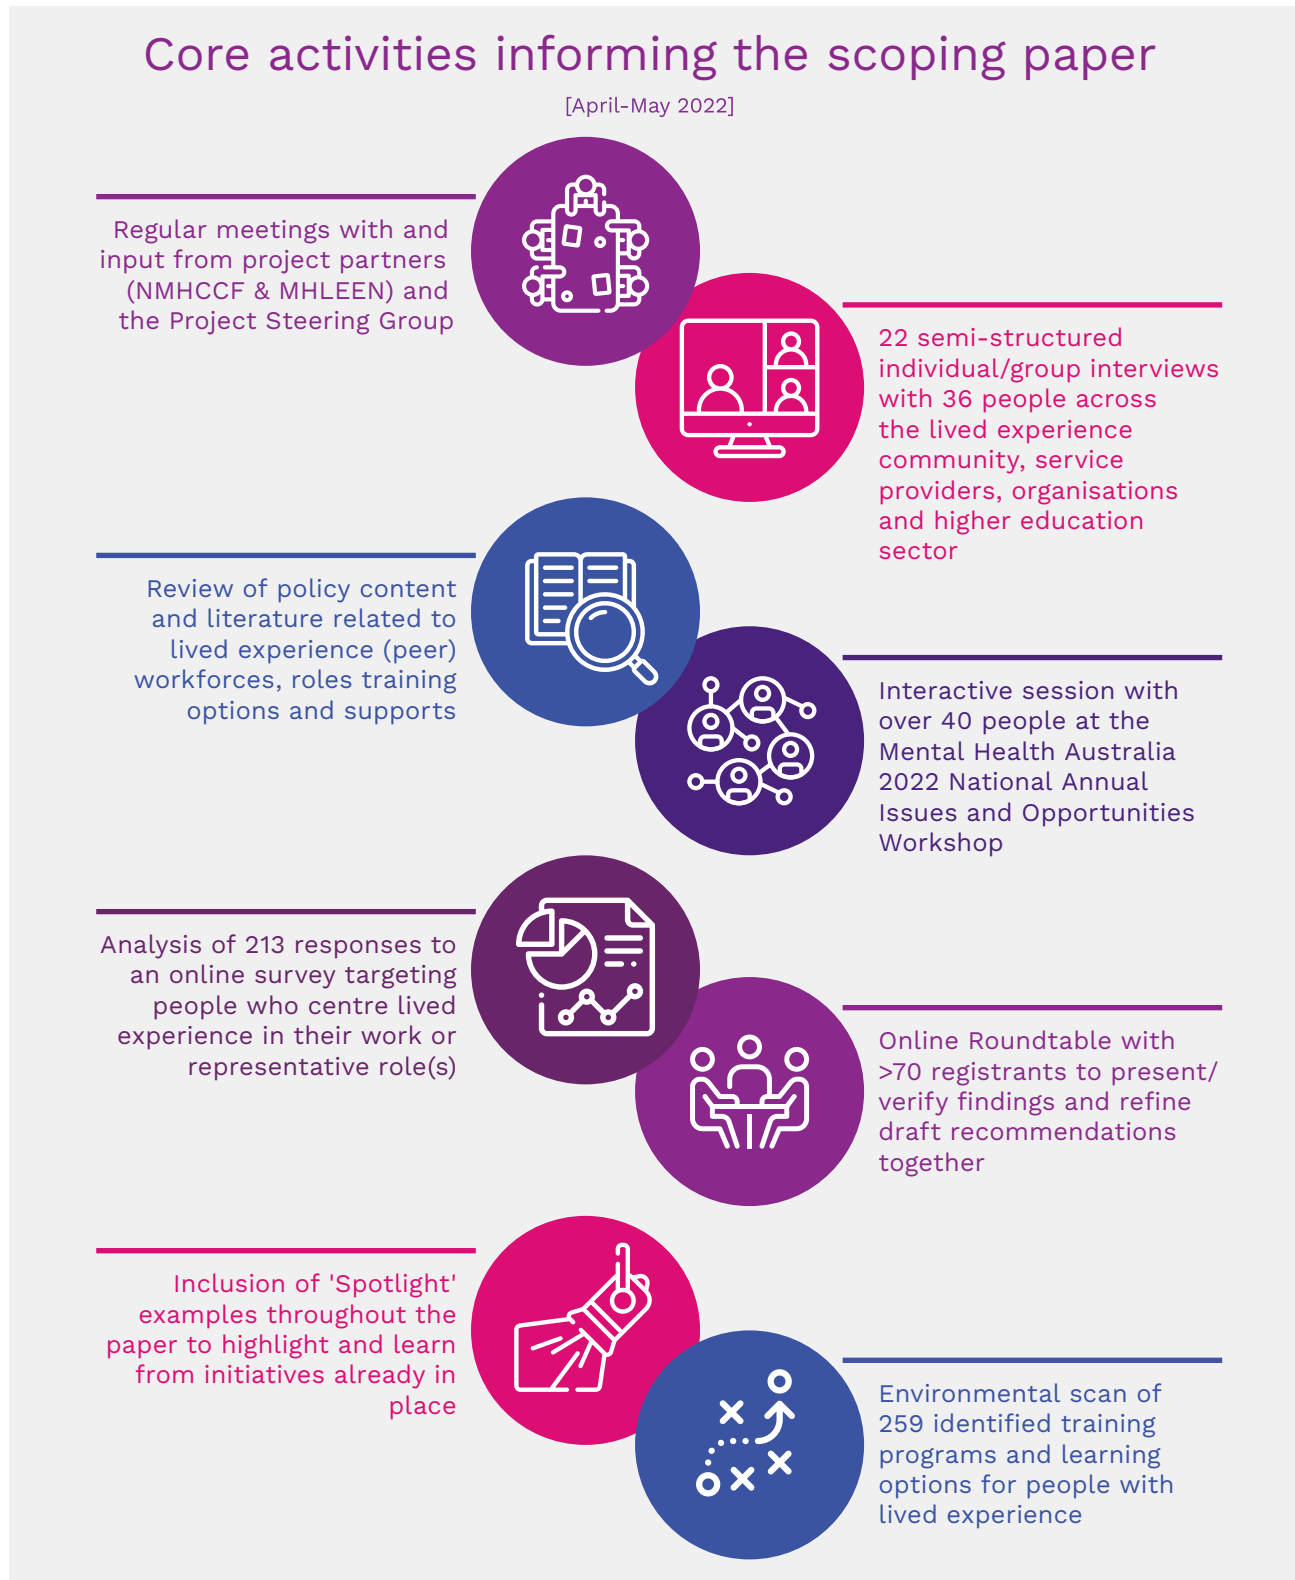 Core activities informing the scoping paper
[April-May 2022]
Regular meetings with and
input from project partners
(NMHCCF & MHLEEN) and
the Project Steering Group
22 semi-structured
individual/group interviews
with 36 people across
the lived experience
community, service
providers, organisations
and higher education
sector
Review of policy content
and literature related to
lived experience (peer)
workforces, roles training
options and supports
Interactive session with
over 40 people at the
Mental Health Australia
2022 National Annual
Issues and Opportunities
Workshop
Analysis of 213 responses to
an online survey targeting
people who centre lived
experience in their work or
representative role(s)
Online Roundtable with
>70 registrants to present/
verify findings and refine
draft recommendations
together
Inclusion of 'Spotlight'
examples throughout the
paper to highlight and learn
from initiatives already in
place
Environmental scan of
259 identified training
programs and learning
options for people with
lived experience